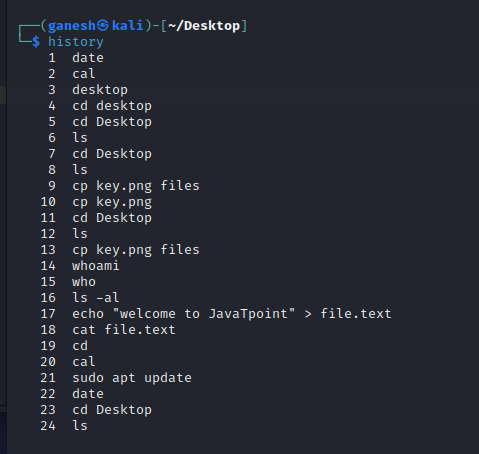 ┌──(ganesh㉿kali)-[~/Desktop]
└─$ history
1 date
2 cal
3 desktop
4 cd desktop
5 cd Desktop
6 ls
7 cd Desktop
8 ls
9 cp key.png files
10 cp key.png
11 cd Desktop
12 ls
13 cp key.png files
14 whoami
15 who
16 ls -al
17 echo "welcome to JavaTpoint" > file.text
18 cat file.text
19 cd
20 cal
21 sudo apt update
22 date
23 cd Desktop
24 ls